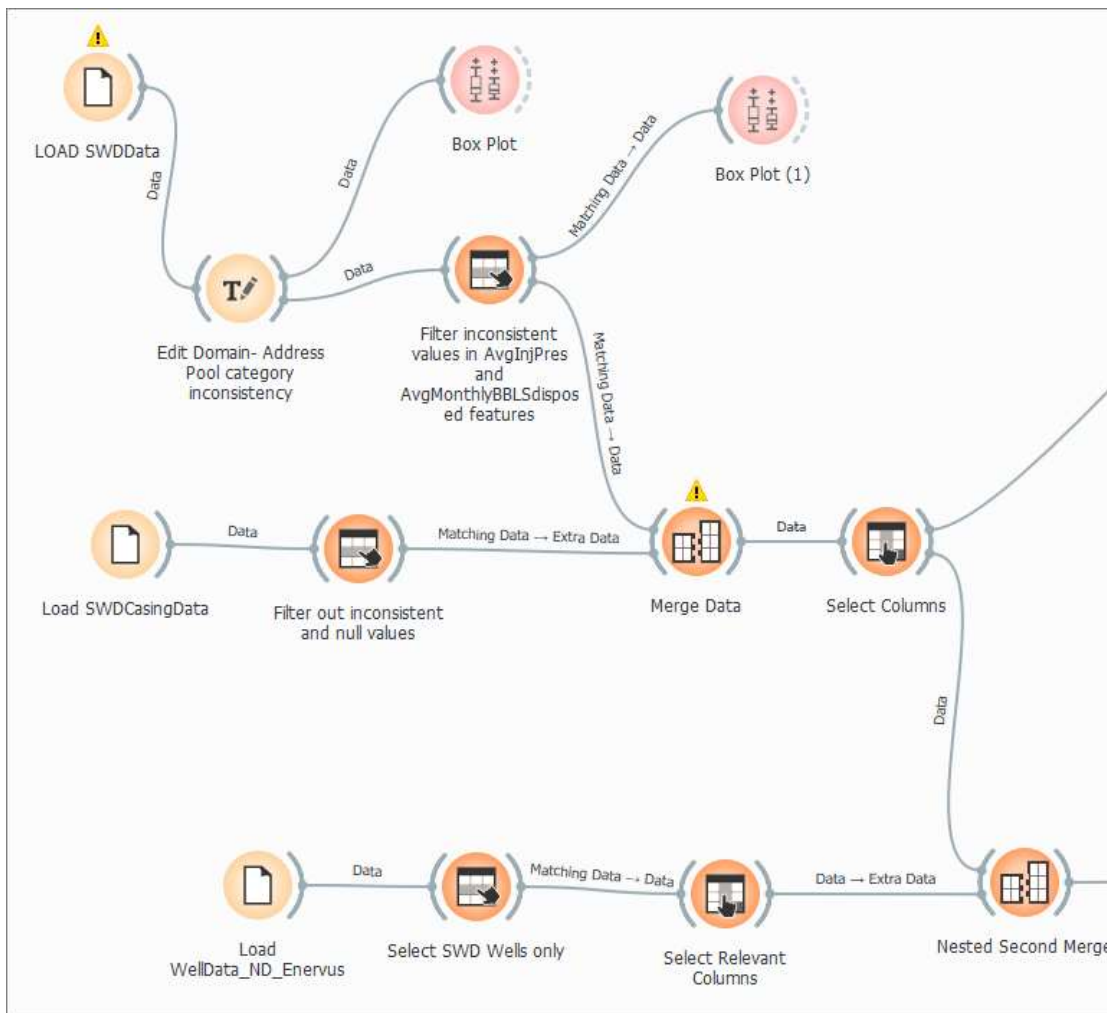 LOAD SWDData
Data
Box Plot
Data
Matching Data → Data
Box Plot (1)
Data
Edit Domain- Address
Pool category
inconsistency
Filter inconsistent
values in AvgInjPres
and
AvgMonthlyBBLSdispos
ed features
Matching Data → Data
Load SWDCasingData
Data
Filter out inconsistent
and null values
Matching Data → Extra Data
Merge Data
Data
Select Columns
Data
Load
WellData_ND_Enervus
Data
Select SWD Wells only
Matching Data → Data
Select Relevant
Columns
Data → Extra Data
Nested Second Merge